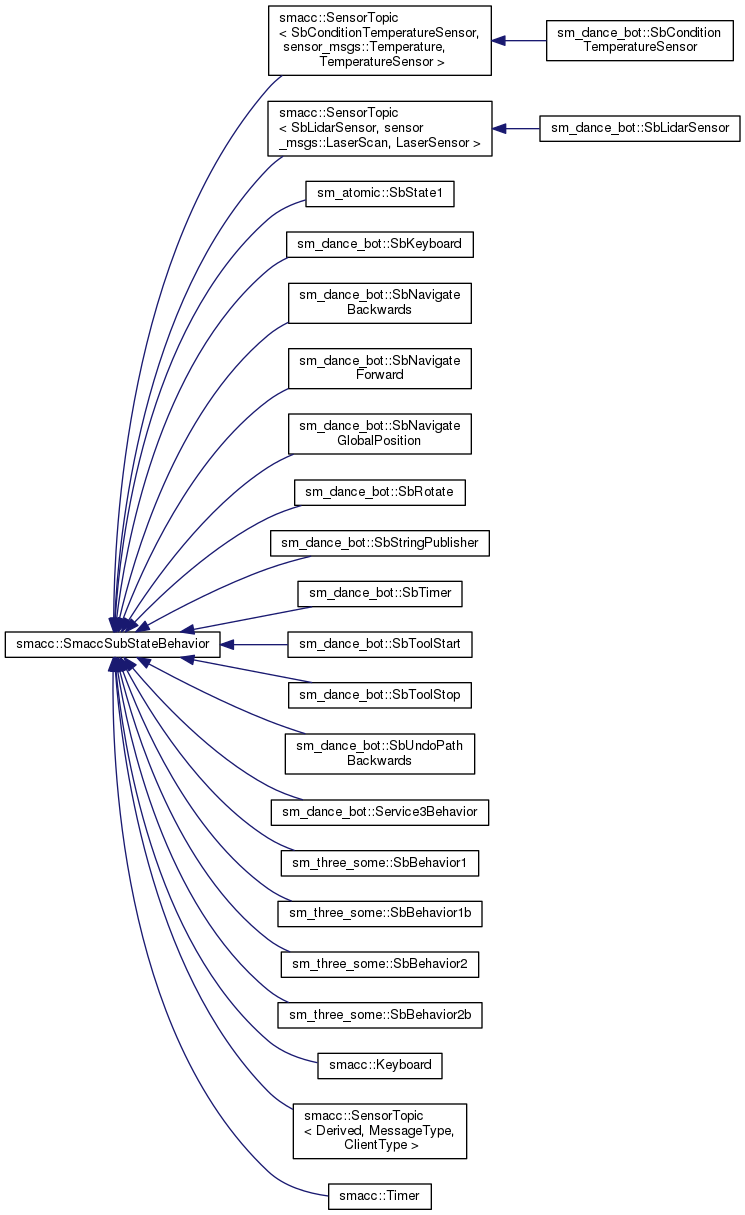 smacc::SensorTopic
< SbConditionTemperatureSensor,
sensor_msgs::Temperature,
TemperatureSensor >
sm_dance_bot::SbCondition
TemperatureSensor
smacc::SensorTopic
< SbLidarSensor, sensor
_msgs::LaserScan, LaserSensor >
sm_dance_bot::SbLidarSensor
sm_atomic::SbState1
sm_dance_bot::SbKeyboard
sm_dance_bot::SbNavigate
Backwards
sm_dance_bot::SbNavigate
Forward
sm_dance_bot::SbNavigate
GlobalPosition
sm_dance_bot::SbRotate
sm_dance_bot::SbStringPublisher
sm_dance_bot::SbTimer
smacc::SmaccSubStateBehavior
sm_dance_bot::SbToolStart
sm_dance_bot::SbToolStop
sm_dance_bot::SbUndoPath
Backwards
sm_dance_bot::Service3Behavior
sm_three_some::SbBehavior1
sm_three_some::SbBehavior1b
sm_three_some::SbBehavior2
sm_three_some::SbBehavior2b
smacc::Keyboard
smacc::SensorTopic
< Derived, MessageType,
ClientType >
smacc::Timer